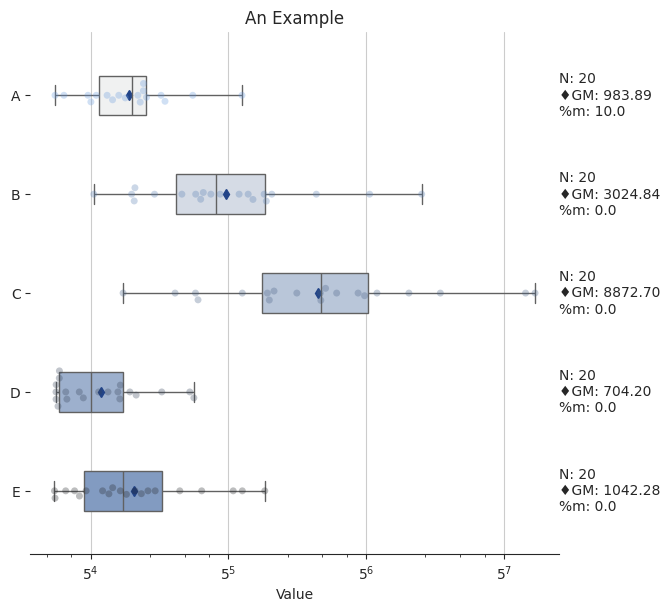 An Example
A
N: 20
♦GM: 983.89
%m: 10.0
B
N: 20
♦GM: 3024.84
%m: 0.0
C
N: 20
♦GM: 8872.70
%m: 0.0
D
N: 20
♦GM: 704.20
%m: 0.0
E
N: 20
♦GM: 1042.28
%m: 0.0
5⁴ 5⁵ 5⁶ 5⁷
Value